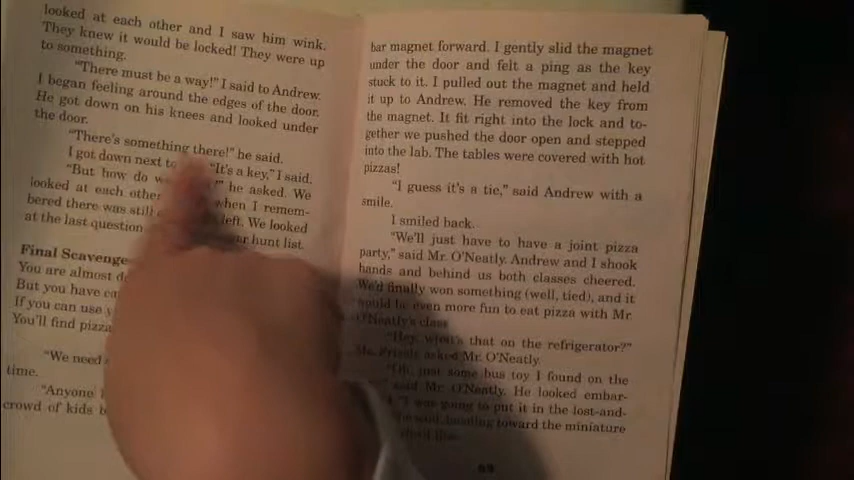 looked at each other and I saw him wink.
They knew it would be locked! They were up
to something.
"There must be a way!" I said to Andrew.
I began feeling around the edges of the door.
He got down on his knees and looked under
the door.
"There's something there!" he said.
I got down next to "It's a key," I said.
"But how do he asked. We
looked at each other when I remem-
bered there was still left. We looked
at the last question hunt list.
Final Scavenge
You are almost
But you have
If you can use
You'll find pizza
"We need
time.
"Anyone
crowd of kids
bar magnet forward. I gently slid the magnet
under the door and felt a ping as the key
stuck to it. I pulled out the magnet and held
it up to Andrew. He removed the key from
the magnet. It fit right into the lock and to-
gether we pushed the door open and stepped
into the lab. The tables were covered with hot
pizzas!
"I guess it's a tie," said Andrew with a
smile.
I smiled back.
"We'll just have to have a joint pizza
party," said Mr. O'Neatly. Andrew and I shook
hands and behind us both classes cheered.
We'd finally won something (well, tied), and it
would be even more fun to eat pizza with Mr.
O'Neatly's class.
"Hey, what's that on the refrigerator?"
Ms. Frizzle asked Mr. O'Neatly.
"Oh, just some bus toy I found on the
said Mr. O'Neatly. He looked embar-
"I was going to put it in the lost-and-
heading toward the miniature
69